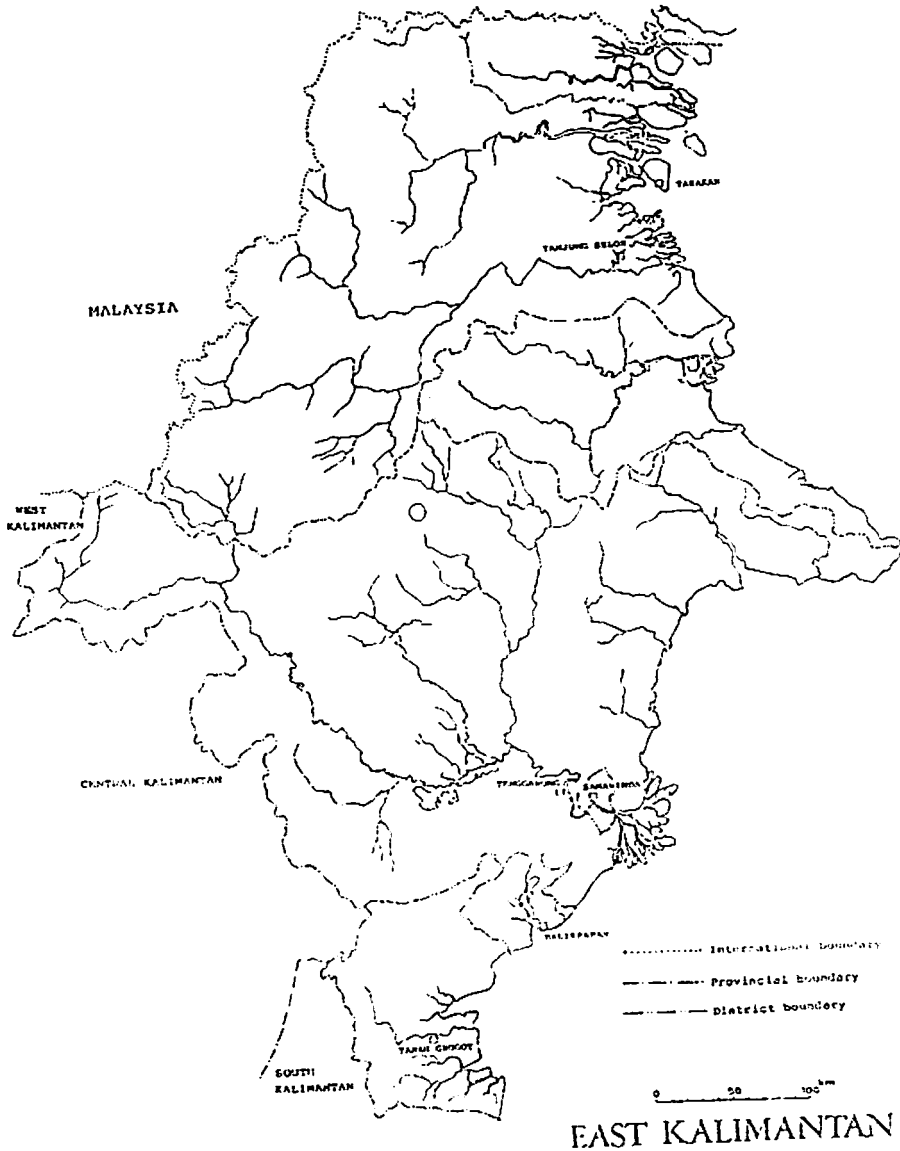 TARAKAN
TANJUNG SELOR
MALAYSIA
WEST
KALIMANTAN
CENTRAL KALIMANTAN
TENGGARONG
SAMARINDA
BALIKPAPAN
International boundary
Provincial boundary
District boundary
TANAH GROGOT
SOUTH
KALIMANTAN
0 50 100 km
EAST KALIMANTAN